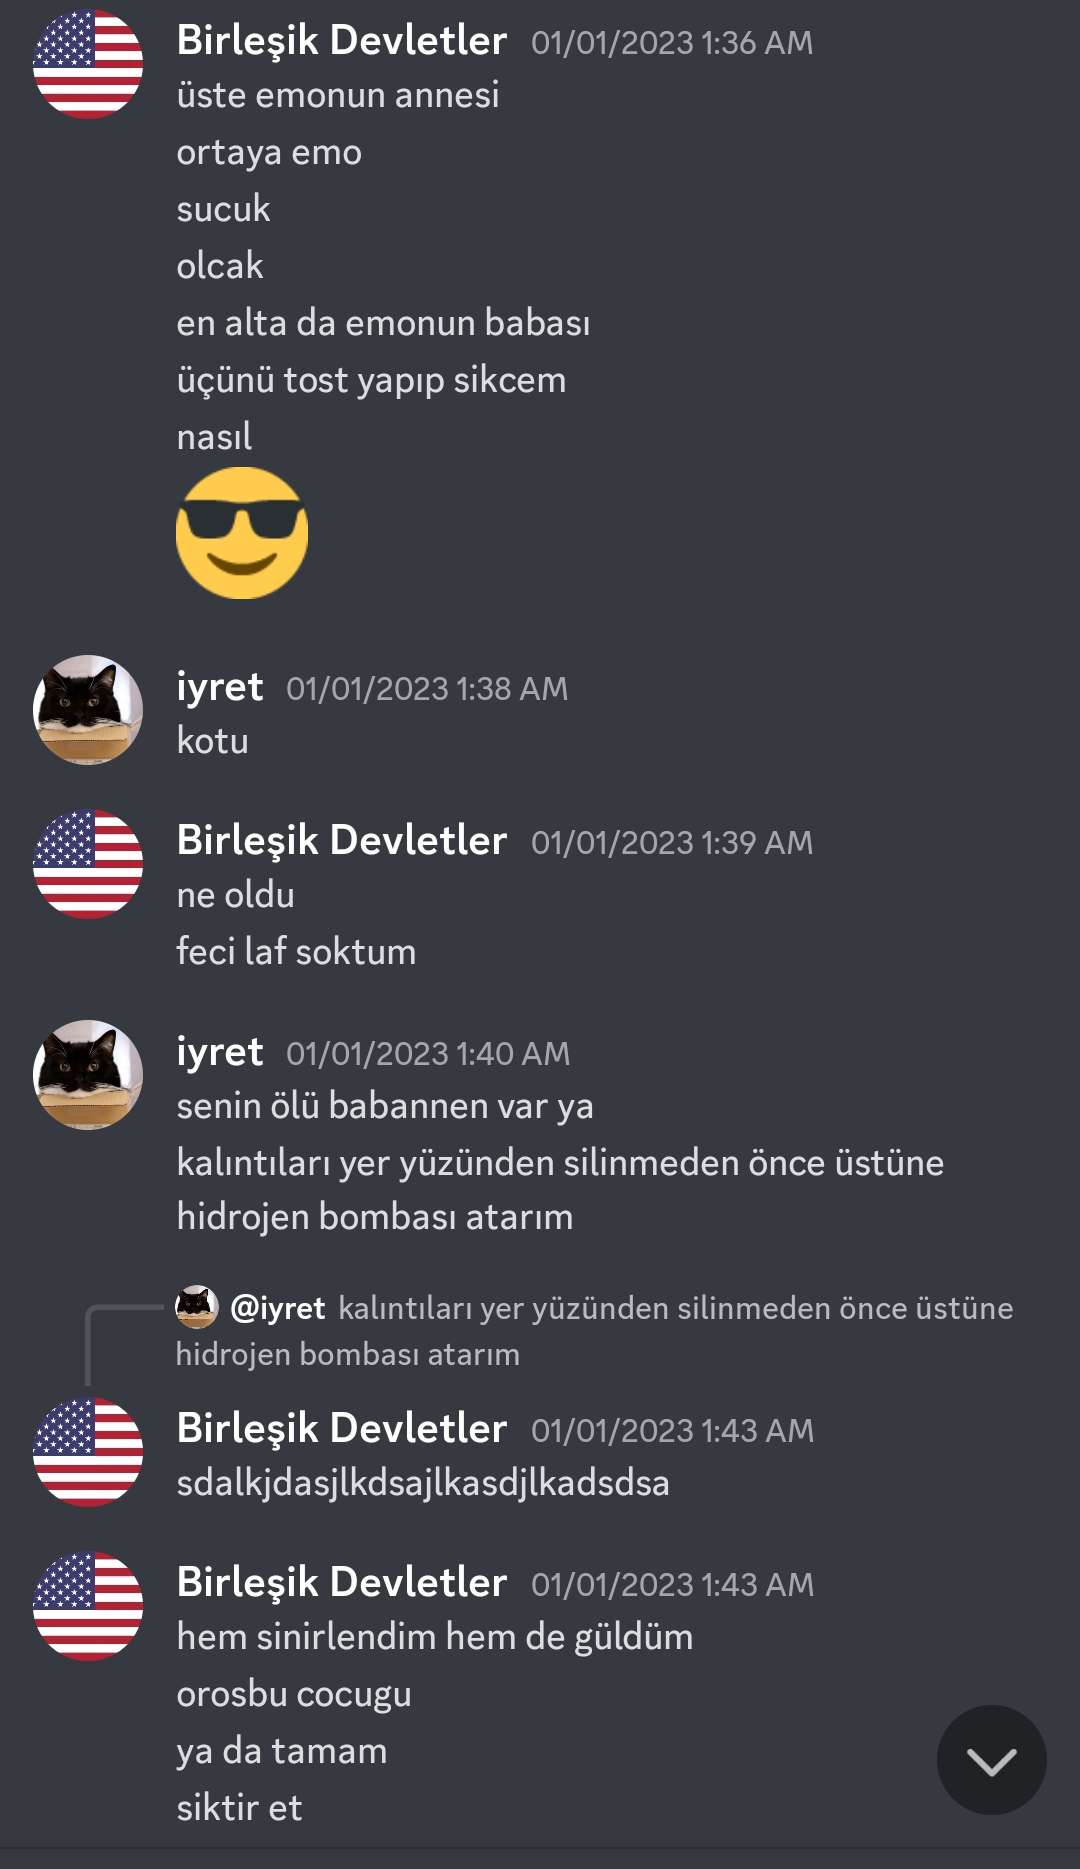 Birleşik Devletler 01/01/2023 1:36 AM
üste emonun annesi
ortaya emo
sucuk
olcak
en alta da emonun babası
üçünü tost yapıp sikcem
nasıl
iyret 01/01/2023 1:38 AM
kotu
Birleşik Devletler 01/01/2023 1:39 AM
ne oldu
feci laf soktum
iyret 01/01/2023 1:40 AM
senin ölü babannen var ya
kalıntıları yer yüzünden silinmeden önce üstüne
hidrojen bombası atarım
@iyret kalıntıları yer yüzünden silinmeden önce üstüne
hidrojen bombası atarım
Birleşik Devletler 01/01/2023 1:43 AM
sdalkjdasjlkdsajlkasdjlkadsdsa
Birleşik Devletler 01/01/2023 1:43 AM
hem sinirlendim hem de güldüm
orosbu cocugu
ya da tamam
siktir et